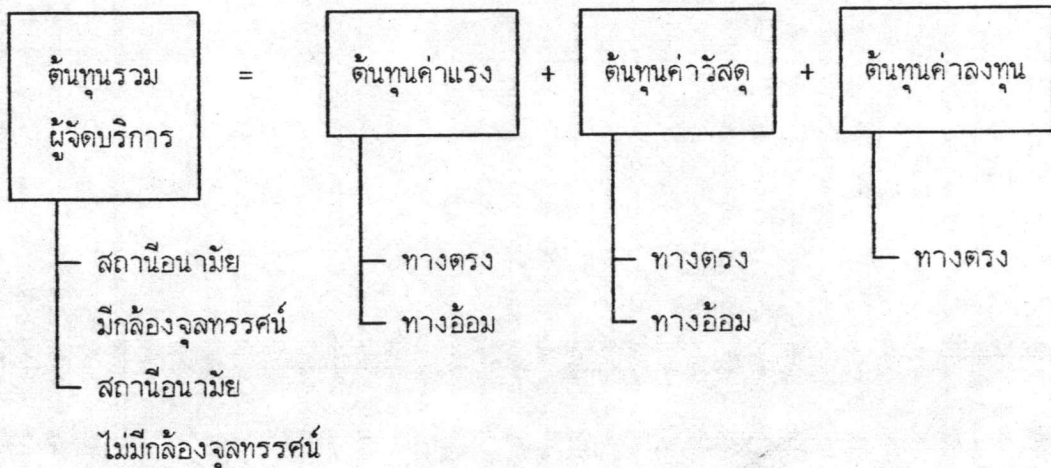 ต้นทุนรวม
ผู้จัดบริการ
=
ต้นทุนค่าแรง
+
ต้นทุนค่าวัสดุ
+
ต้นทุนค่าลงทุน
สถานีอนามัย
มีกล้องจุลทรรศน์
สถานีอนามัย
ไม่มีกล้องจุลทรรศน์
ทางตรง
ทางอ้อม
ทางตรง
ทางอ้อม
ทางตรง